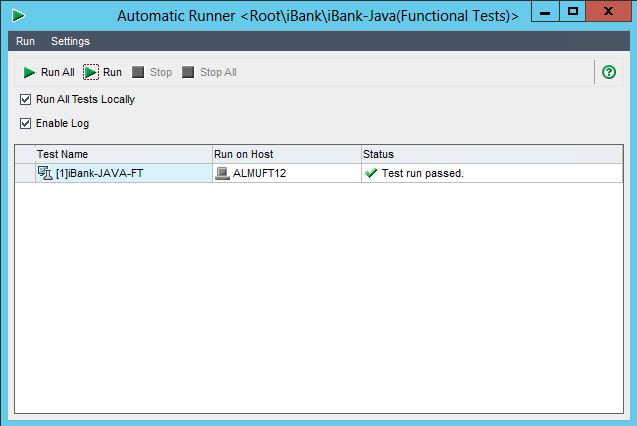 Automatic Runner <Root\iBank\iBank-Java(Functional Tests)>
Run Settings
Run All Run Stop Stop All
Run All Tests Locally
Enable Log
Test Name Run on Host Status
[1]iBank-JAVA-FT ALMUFT12 Test run passed.